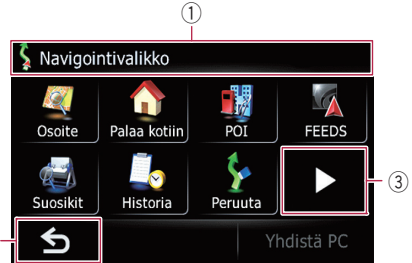 ①
Navigointivalikko
Osoite Palaa kotiin POI FEEDS
Suosikit Historia Peruuta
③
Yhdistä PC